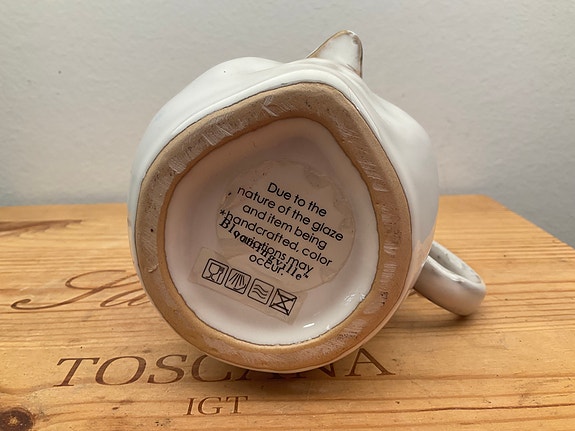 Due to the
nature of the glaze
and item being
*handcrafted, color
Bloomingville*
variations may
occur.
TOSCANA
IGT